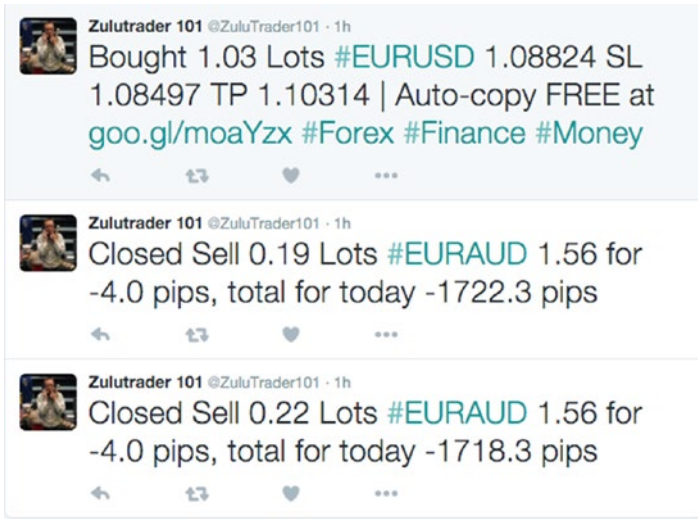 Zulutrader 101 @ZuluTrader101 · 1h
Bought 1.03 Lots #EURUSD 1.08824 SL
1.08497 TP 1.10314 | Auto-copy FREE at
goo.gl/moaYzx #Forex #Finance #Money
Zulutrader 101 @ZuluTrader101 · 1h
Closed Sell 0.19 Lots #EURAUD 1.56 for
-4.0 pips, total for today -1722.3 pips
Zulutrader 101 @ZuluTrader101 · 1h
Closed Sell 0.22 Lots #EURAUD 1.56 for
-4.0 pips, total for today -1718.3 pips